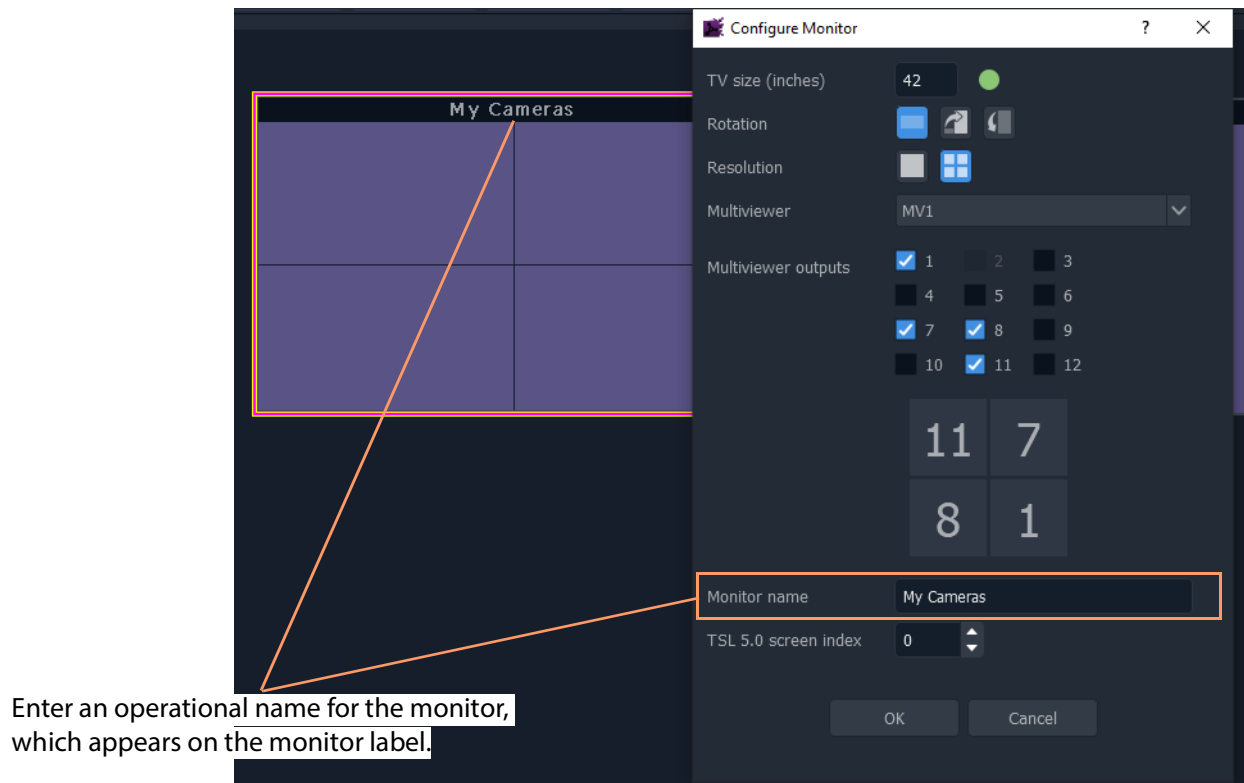 Configure Monitor ?
TV size (inches) 42
My Cameras
Rotation
Resolution
Multiviewer MV1
Multiviewer outputs 1 2 3
4 5 6
7 8 9
10 11 12
11 7
8 1
Monitor name My Cameras
TSL 5.0 screen index 0
OK Cancel
Enter an operational name for the monitor,
which appears on the monitor label.